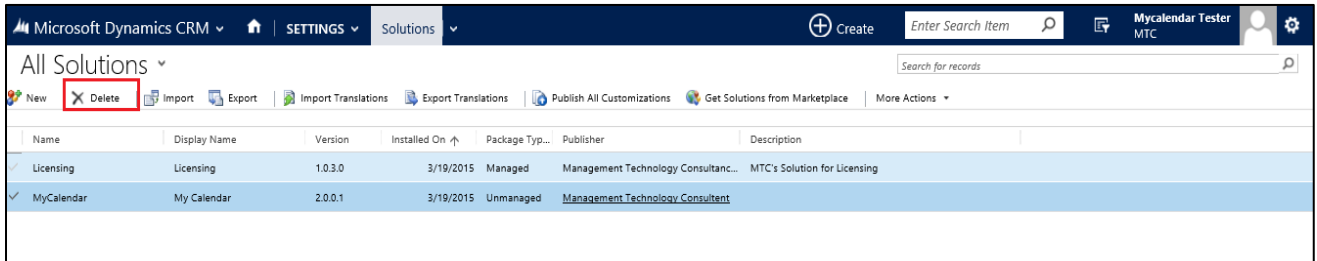 Microsoft Dynamics CRM SETTINGS Solutions Create Enter Search Item Mycalendar Tester
MTC
All Solutions Search for records
New Delete Import Export Import Translations Export Translations Publish All Customizations Get Solutions from Marketplace More Actions
Name Display Name Version Installed On Package Typ... Publisher Description
Licensing Licensing 1.0.3.0 3/19/2015 Managed Management Technology Consultanc... MTC's Solution for Licensing
MyCalendar My Calendar 2.0.0.1 3/19/2015 Unmanaged Management Technology Consultent